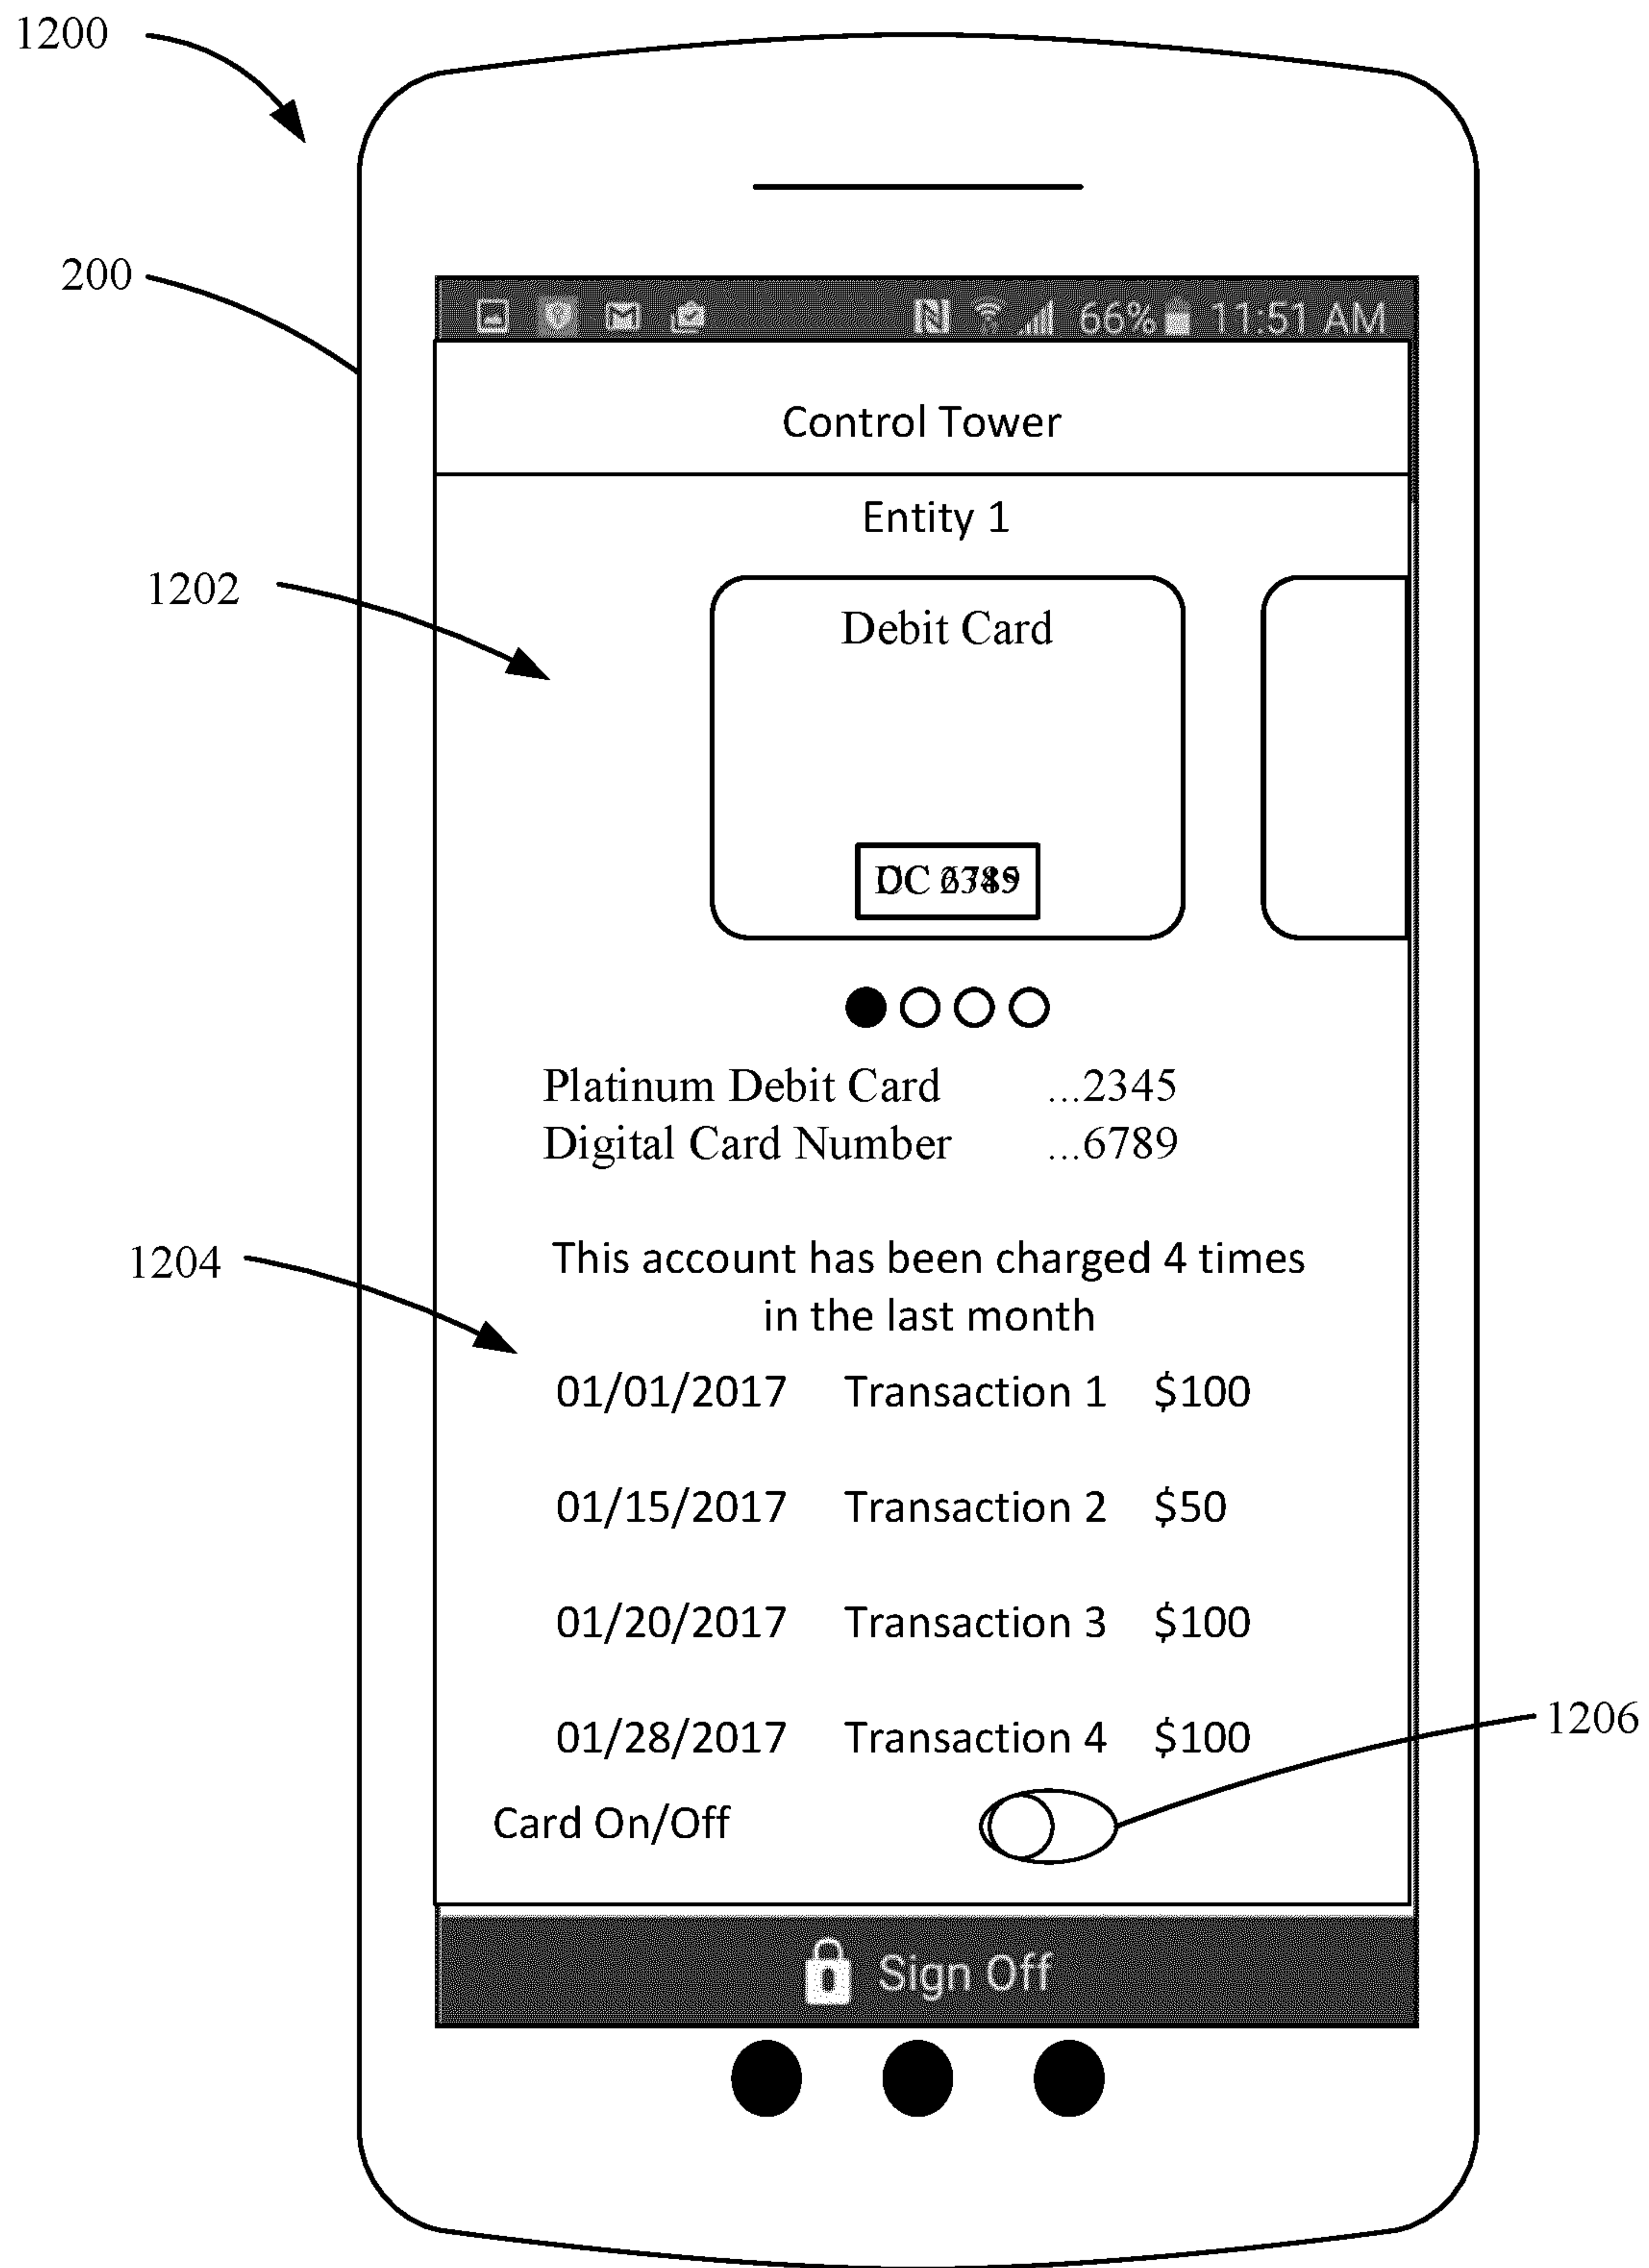 1200
200
66% 11:51 AM
Control Tower
Entity 1
1202
Debit Card
Platinum Debit Card ...2345
Digital Card Number ...6789
1204
This account has been charged 4 times
in the last month
01/01/2017 Transaction 1 $100
01/15/2017 Transaction 2 $50
01/20/2017 Transaction 3 $100
01/28/2017 Transaction 4 $100
1206
Card On/Off
Sign Off